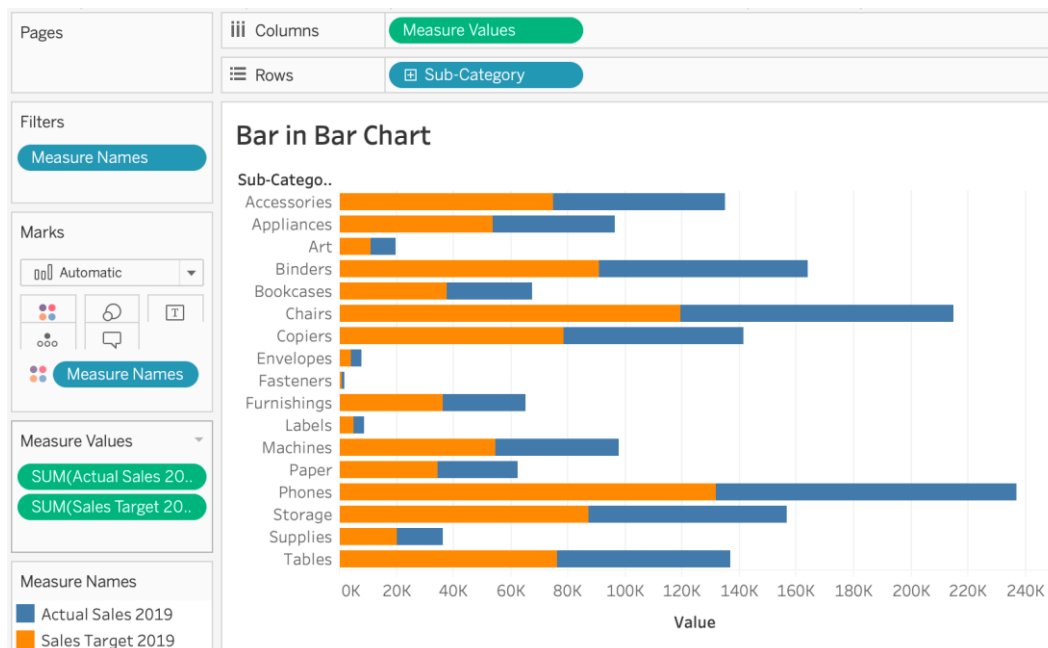 Pages
Columns
Measure Values
Rows
Sub-Category
Filters
Measure Names
Marks
Automatic
T
Measure Names
Measure Values
SUM(Actual Sales 20..
SUM(Sales Target 20..
Measure Names
Actual Sales 2019
Sales Target 2019
Bar in Bar Chart
Sub-Catego..
Accessories
Appliances
Art
Binders
Bookcases
Chairs
Copiers
Envelopes
Fasteners
Furnishings
Labels
Machines
Paper
Phones
Storage
Supplies
Tables
0K 20K 40K 60K 80K 100K 120K 140K 160K 180K 200K 220K 240K
Value